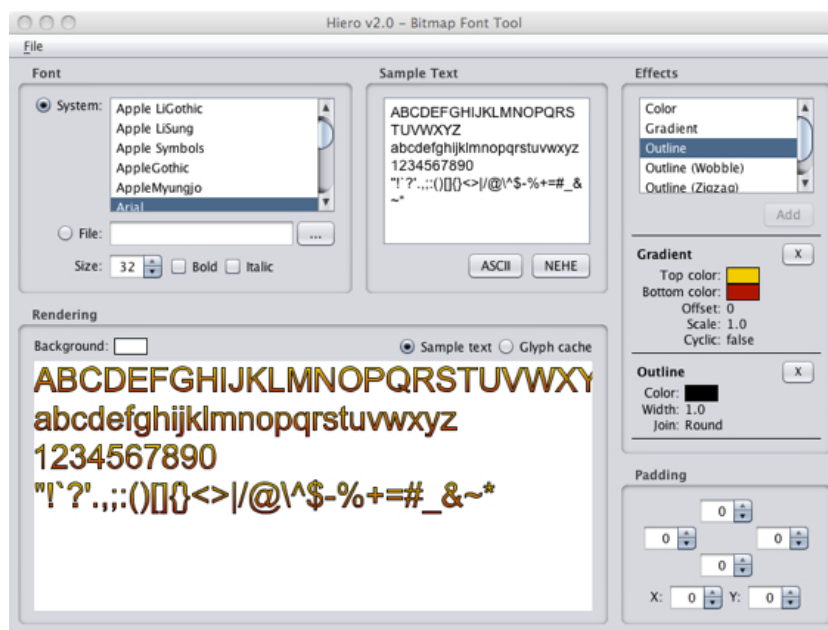 Hiero v2.0 – Bitmap Font Tool
File
Font
System:
Apple LiGothic
Apple LiSung
Apple Symbols
AppleGothic
AppleMyungjo
Arial
File:
...
Size: 32 Bold Italic
Sample Text
ABCDEFGHIJKLMNOPQRS
TUVWXYZ
abcdefghijklmnopqrstuvwxyz
1234567890
"!`?'.,;:()[]{}<>|/@\^$-%+=#_&
~*
ASCII NEHE
Effects
Color
Gradient
Outline
Outline (Wobble)
Outline (Zigzag)
Add
Gradient X
Top color:
Bottom color:
Offset: 0
Scale: 1.0
Cyclic: false
Outline X
Color:
Width: 1.0
Join: Round
Rendering
Background: Sample text Glyph cache
ABCDEFGHIJKLMNOPQRSTUVWXY
abcdefghijklmnopqrstuvwxyz
1234567890
"!`?'.,;:()[]{}<>|/@\^$-%+=#_&~*
Padding
0
0 0
0
X: 0 Y: 0